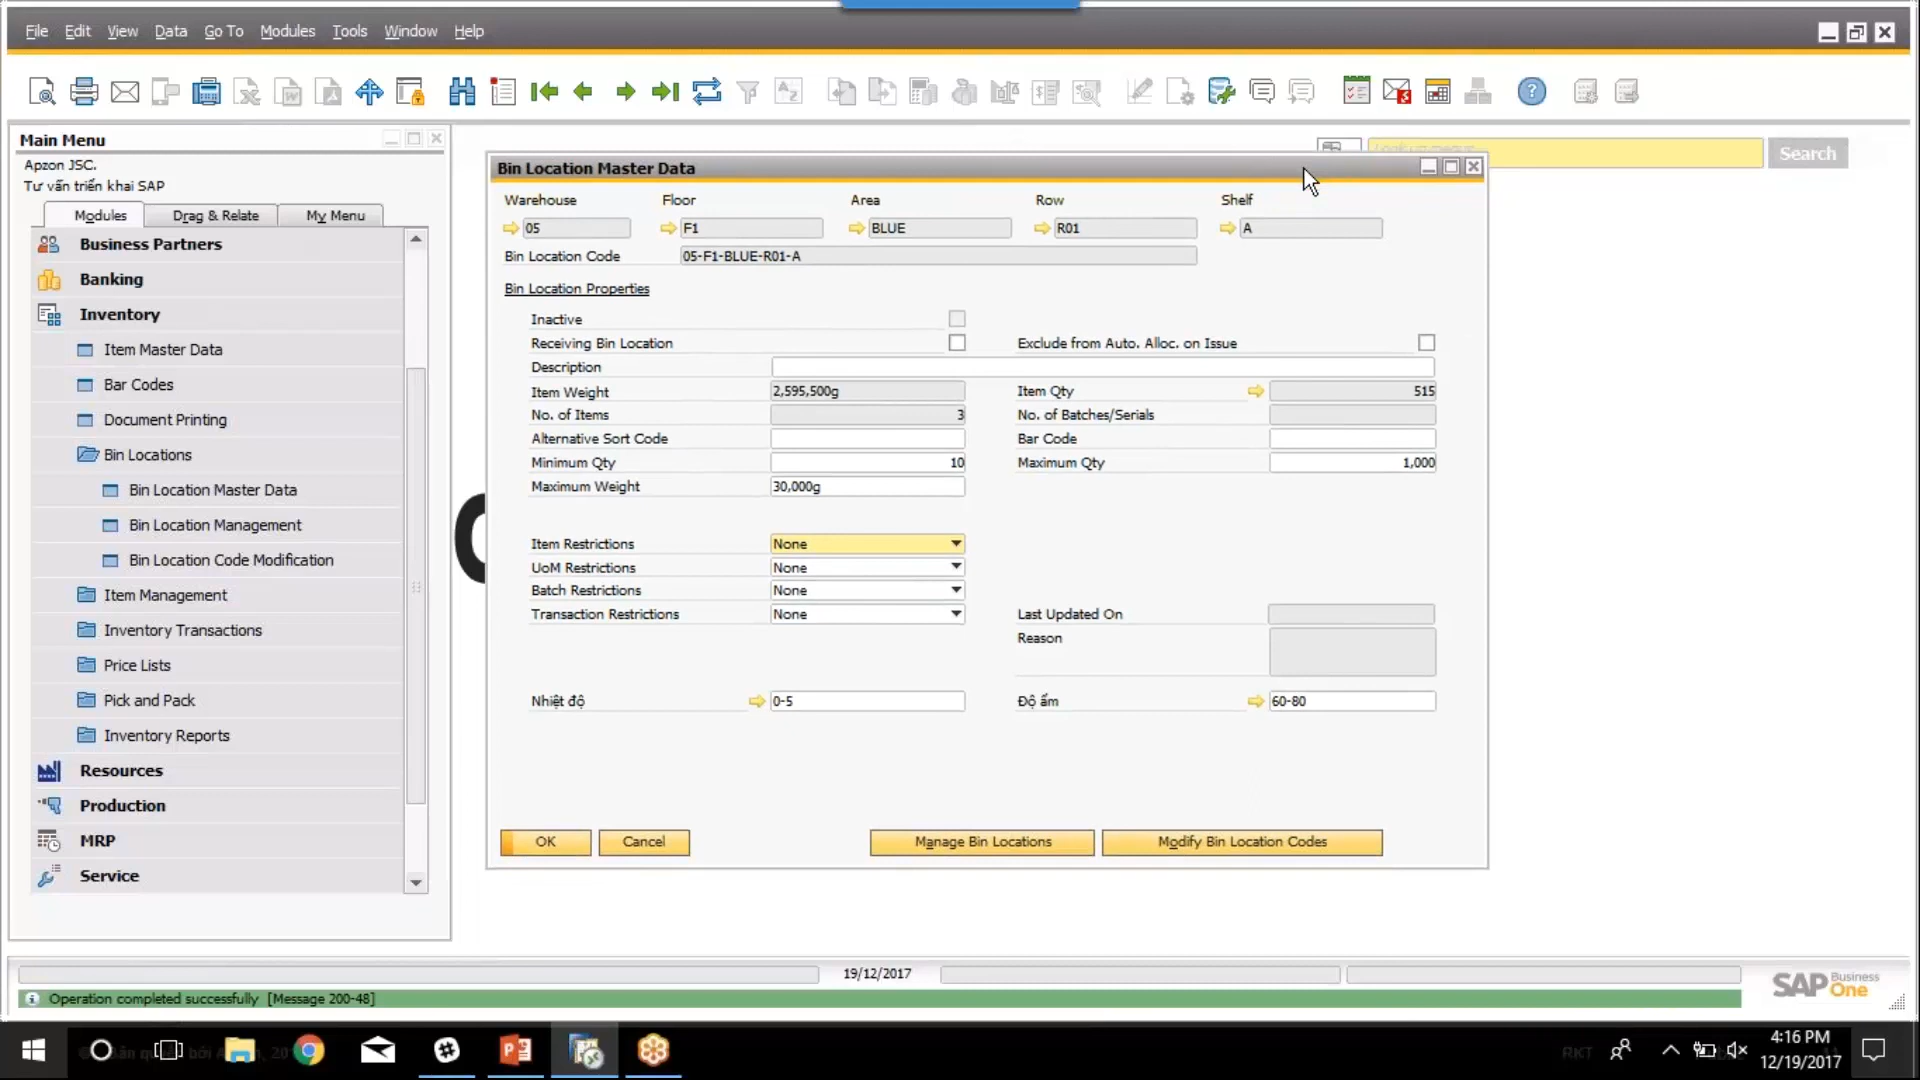 File Edit View Data Go To Modules Tools Window Help
Main Menu
Apzon JSC.
Tư vấn triển khai SAP
Modules Drag & Relate My Menu
Business Partners
Banking
Inventory
Item Master Data
Bar Codes
Document Printing
Bin Locations
Bin Location Master Data
Bin Location Management
Bin Location Code Modification
Item Management
Inventory Transactions
Price Lists
Pick and Pack
Inventory Reports
Resources
Production
MRP
Service
Search
Bin Location Master Data
Warehouse Floor Area Row Shelf
05 F1 BLUE R01 A
Bin Location Code 05-F1-BLUE-R01-A
Bin Location Properties
Inactive
Receiving Bin Location Exclude from Auto. Alloc. on Issue
Description
Item Weight 2,595,500g Item Qty 515
No. of Items 3 No. of Batches/Serials
Alternative Sort Code Bar Code
Minimum Qty 10 Maximum Qty 1,000
Maximum Weight 30,000g
Item Restrictions None
UoM Restrictions None
Batch Restrictions None
Transaction Restrictions None Last Updated On
Reason
Nhiệt độ 0-5 Độ ẩm 60-80
OK Cancel Manage Bin Locations Modify Bin Location Codes
19/12/2017
Operation completed successfully [Message 200-48]
SAP Business One
4:16 PM
12/19/2017